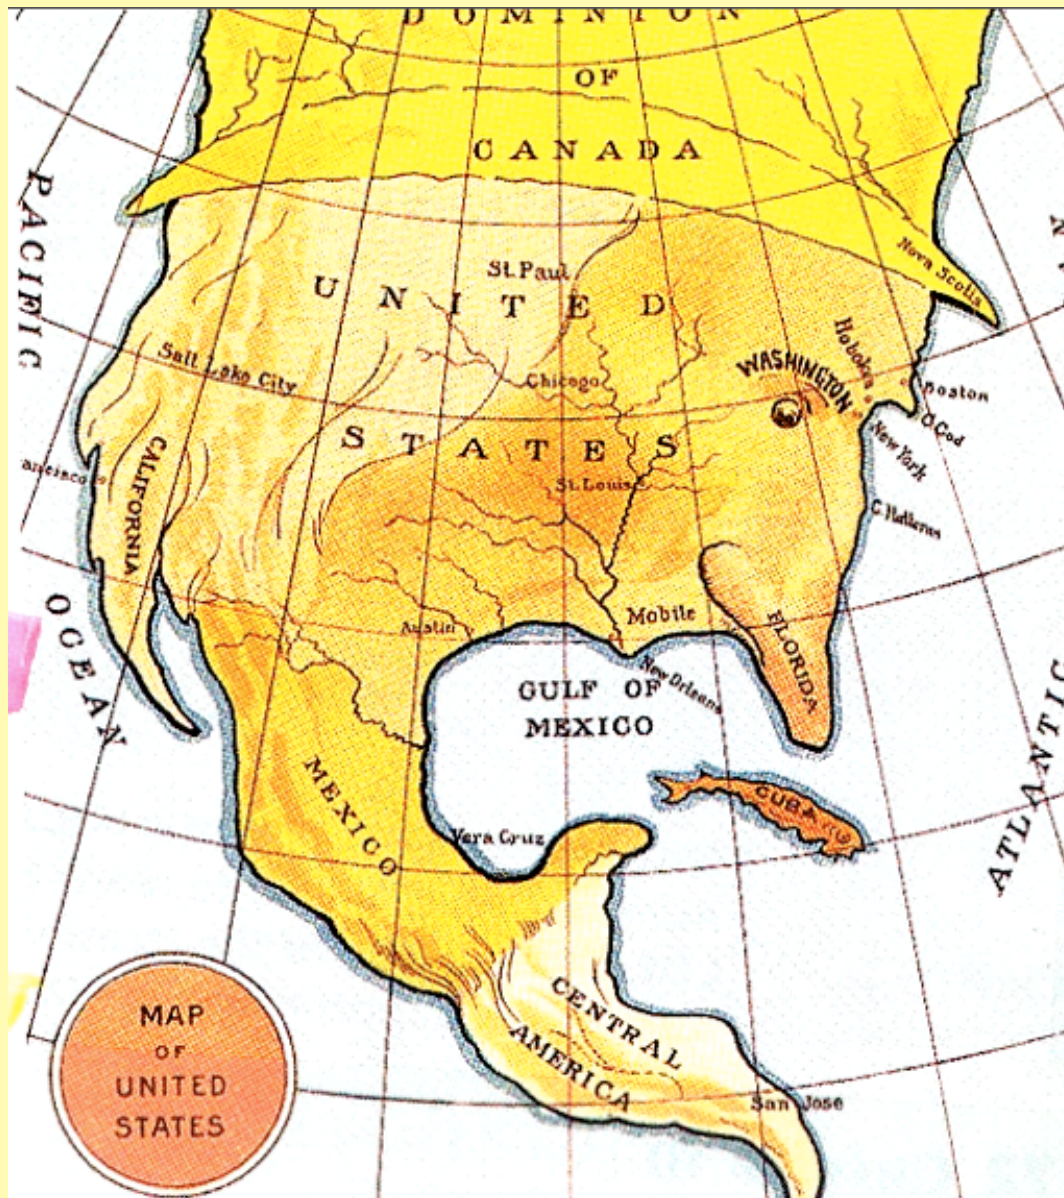 DOMINION
OF
CANADA
Nova Scotia
PACIFIC
OCEAN
St. Paul
UNITED
STATES
Hoboken
WASHINGTON
Boston
C. Cod
New York
Salt Lake City
Chicago
C. Hatteras
CALIFORNIA
ancisco
St. Louis
Mobile
Austin
New Orleans
FLORIDA
GULF OF
MEXICO
MEXICO
CUBA
ATLANTIC
Vera Cruz
CENTRAL
AMERICA
San Jose
MAP
OF
UNITED
STATES